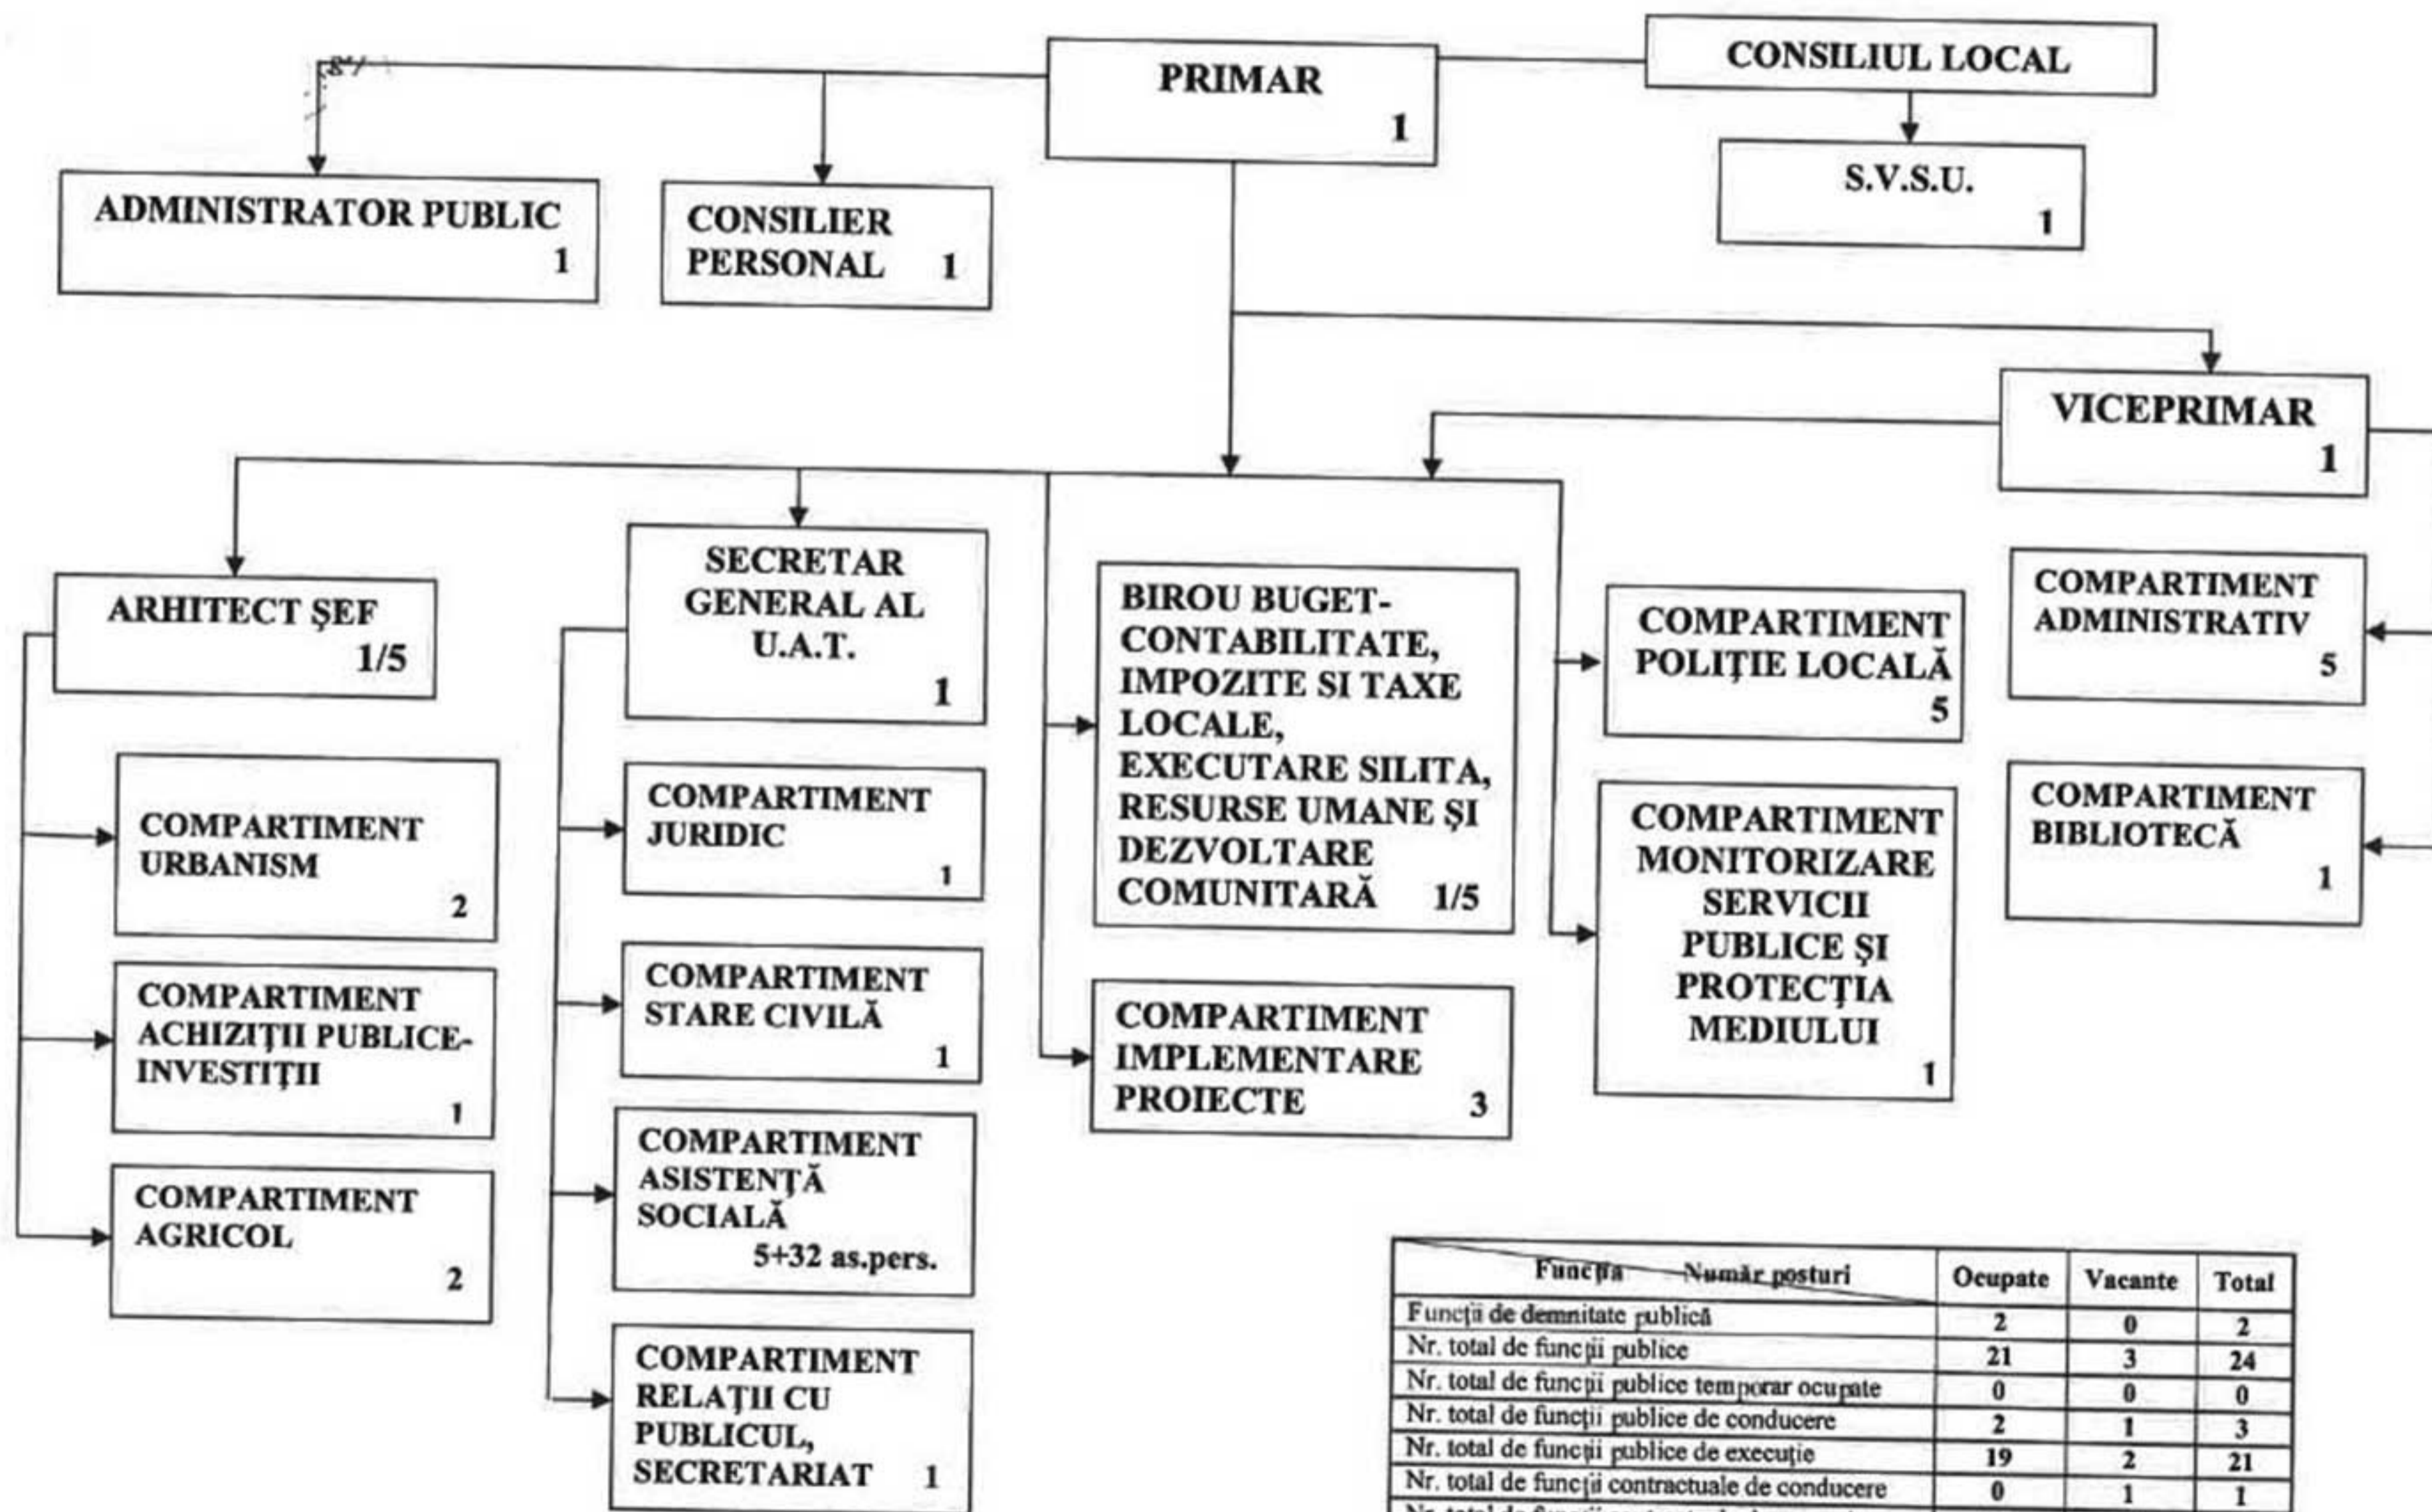 PRIMAR
1
CONSILIUL LOCAL
S.V.S.U.
1
ADMINISTRATOR PUBLIC
1
CONSILIER
PERSONAL 1
VICEPRIMAR
1
ARHITECT ŞEF
1/5
COMPARTIMENT
URBANISM
2
COMPARTIMENT
ACHIZIŢII PUBLICE-
INVESTIŢII
1
COMPARTIMENT
AGRICOL
2
SECRETAR
GENERAL AL
U.A.T.
1
COMPARTIMENT
JURIDIC
1
COMPARTIMENT
STARE CIVILĂ
1
COMPARTIMENT
ASISTENŢĂ
SOCIALĂ
5+32 as.pers.
COMPARTIMENT
RELAŢII CU
PUBLICUL,
SECRETARIAT 1
BIROU BUGET-
CONTABILITATE,
IMPOZITE SI TAXE
LOCALE,
EXECUTARE SILITA,
RESURSE UMANE ŞI
DEZVOLTARE
COMUNITARĂ 1/5
COMPARTIMENT
IMPLEMENTARE
PROIECTE 3
COMPARTIMENT
POLIŢIE LOCALĂ
5
COMPARTIMENT
MONITORIZARE
SERVICII
PUBLICE ŞI
PROTECŢIA
MEDIULUI
1
COMPARTIMENT
ADMINISTRATIV
5
COMPARTIMENT
BIBLIOTECĂ
1
Funcţia Număr posturi Ocupate Vacante Total
Funcţii de demnitate publică 2 0 2
Nr. total de funcţii publice 21 3 24
Nr. total de funcţii publice temporar ocupate 0 0 0
Nr. total de funcţii publice de conducere 2 1 3
Nr. total de funcţii publice de execuţie 19 2 21
Nr. total de funcţii contractuale de conducere 0 1 1